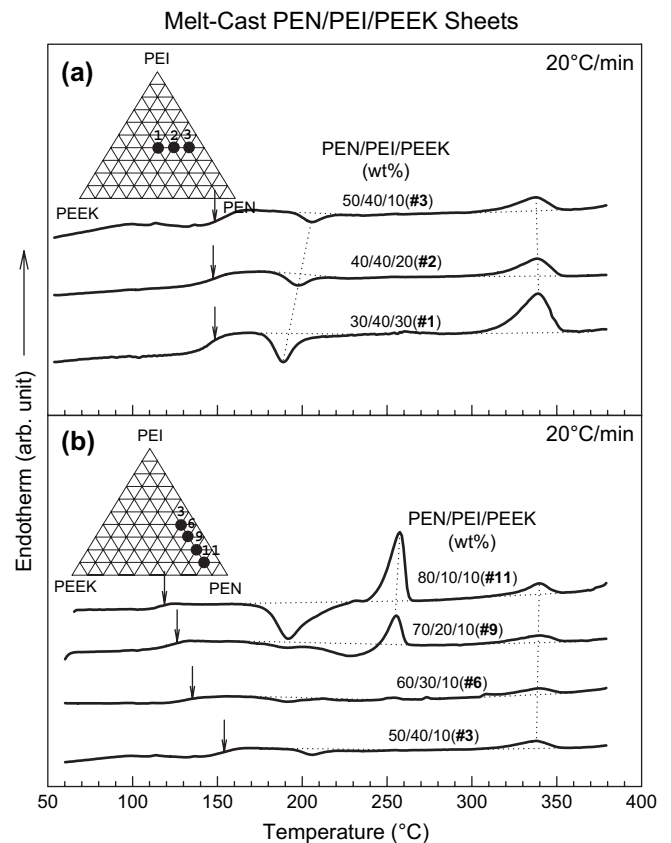 Melt-Cast PEN/PEI/PEEK Sheets
(a)
20°C/min
PEI
1 2 3
PEEK
PEN
PEN/PEI/PEEK
(wt%)
50/40/10(#3)
40/40/20(#2)
30/40/30(#1)
Endotherm (arb. unit)
(b)
20°C/min
PEI
3
6
9
11
PEEK
PEN
PEN/PEI/PEEK
(wt%)
80/10/10(#11)
70/20/10(#9)
60/30/10(#6)
50/40/10(#3)
50 100 150 200 250 300 350 400
Temperature (°C)